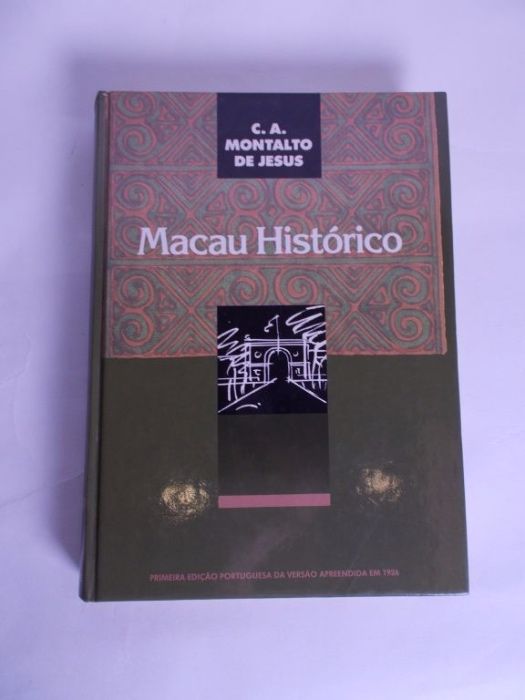 C. A.
MONTALTO
DE JESUS
Macau Histórico
PRIMEIRA EDIÇÃO PORTUGUESA DA VERSÃO APREENDIDA EM 1926